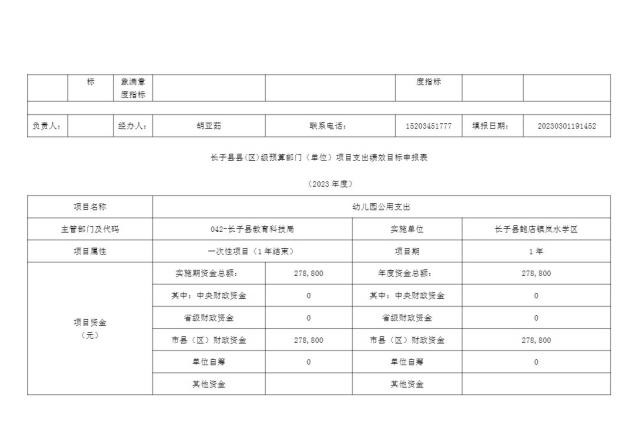 标 象满意 度指标
度指标
负责人： 经办人： 胡亚茹 联系电话： 15203451777 填报日期： 20230301191452
长子县县(区)级预算部门（单位）项目支出绩效目标申报表
（2023 年度）
项目名称 幼儿园公用支出
主管部门及代码 042-长子县教育科技局 实施单位 长子县鲍店镇岚水学区
项目属性 一次性项目（1 年结束） 项目期 1 年
项目资金
（元）
实施期资金总额： 278,800 年度资金总额： 278,800
其中：中央财政资金 0 其中：中央财政资金 0
省级财政资金 0 省级财政资金 0
市县（区）财政资金 278,800 市县（区）财政资金 278,800
单位自筹 0 单位自筹 0
其他资金 其他资金